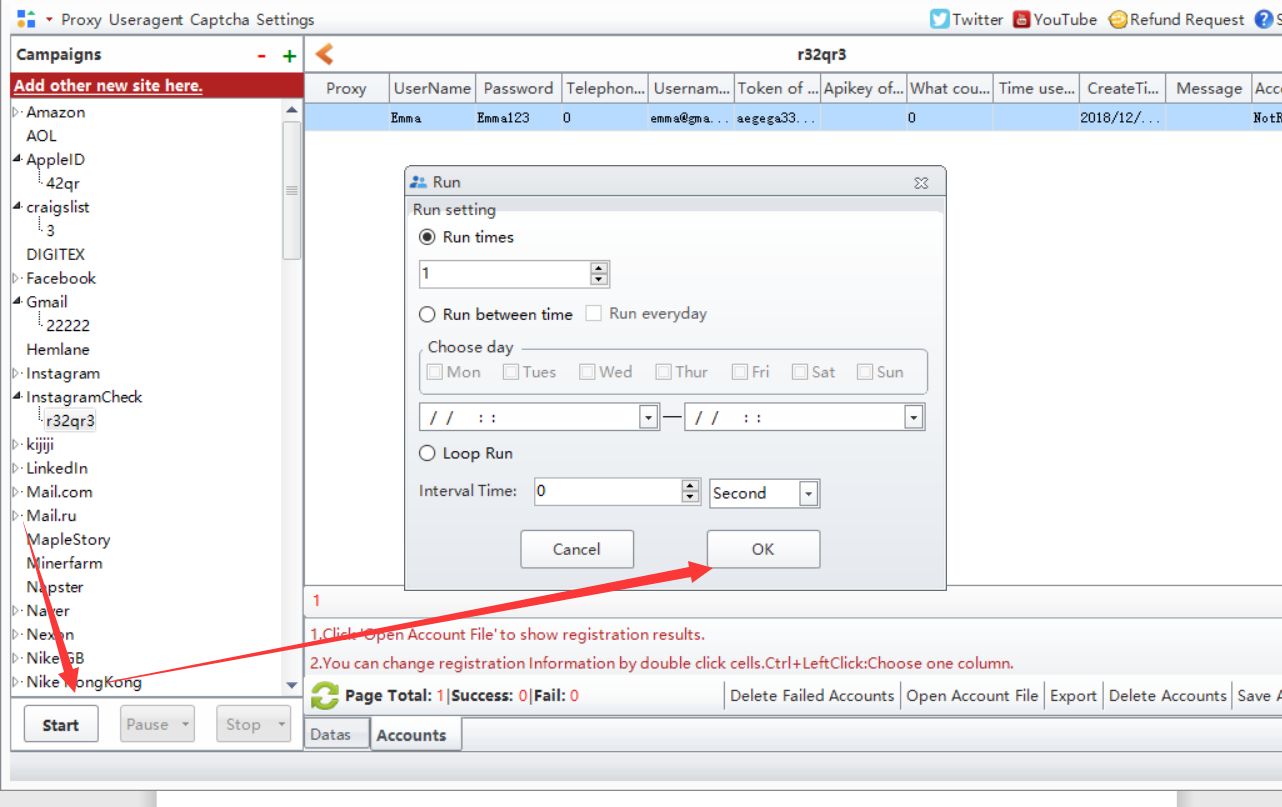 Proxy Useragent Captcha Settings
Twitter YouTube Refund Request
Campaigns - +
r32qr3
Add other new site here.
Proxy UserName Password Telephon... Usernam... Token of ... Apikey of... What cou... Time use... CreateTi... Message Acc
Emma Emma123 0 emma@gma... aegega33... 0 2018/12/... NotR
Amazon
AOL
AppleID
42qr
craigslist
3
DIGITEX
Facebook
Gmail
22222
Hemlane
Instagram
InstagramCheck
r32qr3
kijiji
LinkedIn
Mail.com
Mail.ru
MapleStory
Minerfarm
Napster
Naver
Nexon
Nike GB
Nike HongKong
Run
Run setting
Run times
1
Run between time Run everyday
Choose day
Mon Tues Wed Thur Fri Sat Sun
/ / : : — / / : :
Loop Run
Interval Time: 0 Second
Cancel OK
1
1.Click 'Open Account File' to show registration results.
2.You can change registration Information by double click cells.Ctrl+LeftClick:Choose one column.
Page Total: 1|Success: 0|Fail: 0 Delete Failed Accounts Open Account File Export Delete Accounts Save A
Start Pause Stop
Datas Accounts